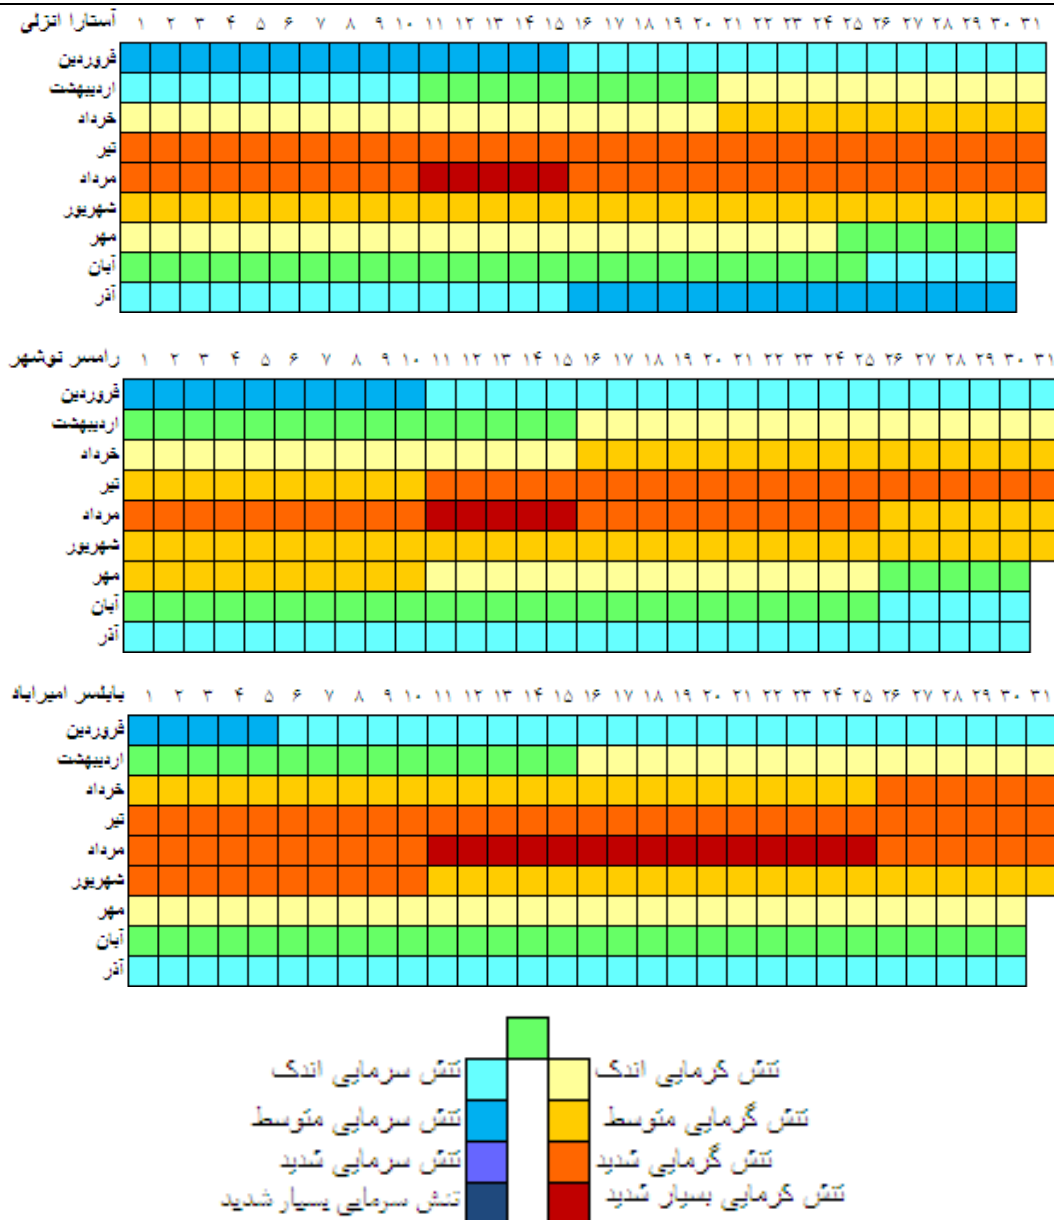 آستارا انزلی ۱ ۲ ۳ ۴ ۵ ۶ ۷ ۸ ۹ ۱۰ ۱۱ ۱۲ ۱۳ ۱۴ ۱۵ ۱۶ ۱۷ ۱۸ ۱۹ ۲۰ ۲۱ ۲۲ ۲۳ ۲۴ ۲۵ ۲۶ ۲۷ ۲۸ ۲۹ ۳۰ ۳۱
فروردین
اردیبهشت
خرداد
تیر
مرداد
شهریور
مهر
آبان
آذر
رامسر نوشهر ۱ ۲ ۳ ۴ ۵ ۶ ۷ ۸ ۹ ۱۰ ۱۱ ۱۲ ۱۳ ۱۴ ۱۵ ۱۶ ۱۷ ۱۸ ۱۹ ۲۰ ۲۱ ۲۲ ۲۳ ۲۴ ۲۵ ۲۶ ۲۷ ۲۸ ۲۹ ۳۰ ۳۱
فروردین
اردیبهشت
خرداد
تیر
مرداد
شهریور
مهر
آبان
آذر
بابلسر امیراباد ۱ ۲ ۳ ۴ ۵ ۶ ۷ ۸ ۹ ۱۰ ۱۱ ۱۲ ۱۳ ۱۴ ۱۵ ۱۶ ۱۷ ۱۸ ۱۹ ۲۰ ۲۱ ۲۲ ۲۳ ۲۴ ۲۵ ۲۶ ۲۷ ۲۸ ۲۹ ۳۰ ۳۱
فروردین
اردیبهشت
خرداد
تیر
مرداد
شهریور
مهر
آبان
آذر
تنش گرمایی اندک تنش سرمایی اندک
تنش گرمایی متوسط تنش سرمایی متوسط
تنش گرمایی شدید تنش سرمایی شدید
تنش گرمایی بسیار شدید تنش سرمایی بسیار شدید